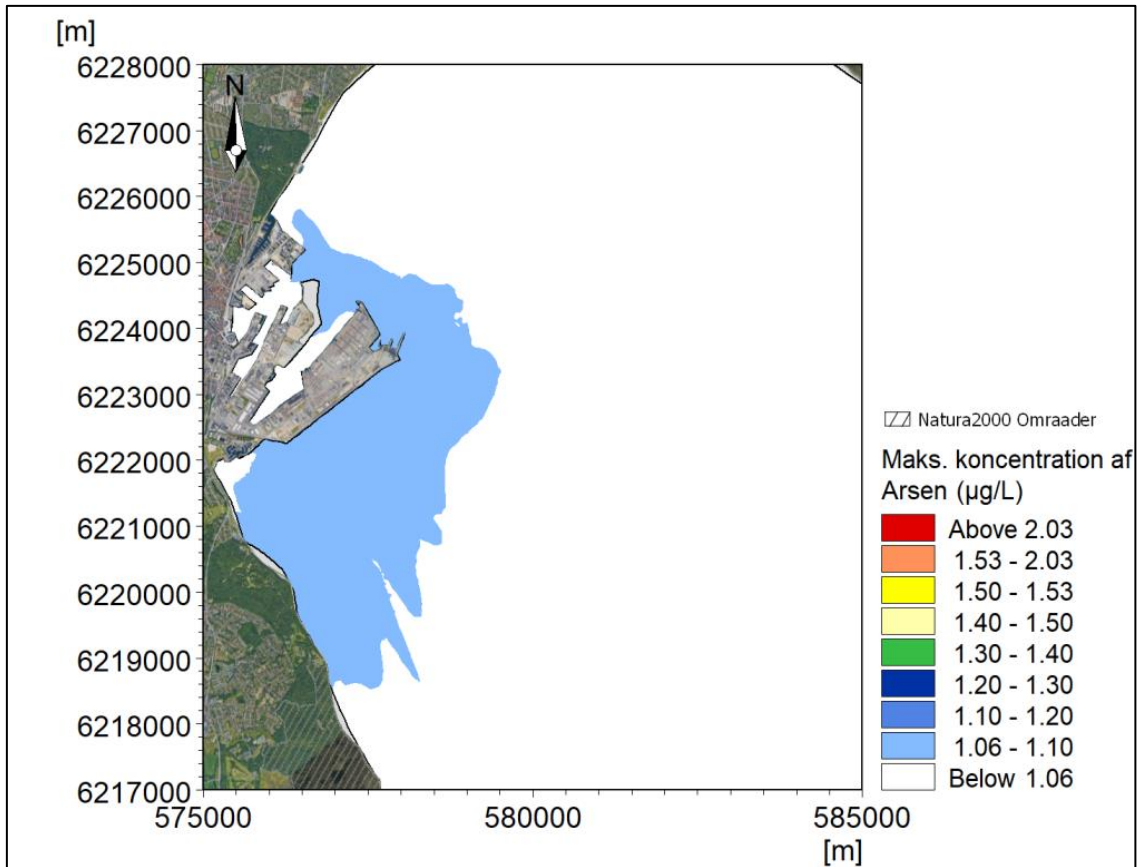 [m]
6228000
N
6227000
6226000
6225000
6224000
6223000
6222000
6221000
6220000
6219000
6218000
6217000
575000
580000
585000
[m]
Natura2000 Omraader
Maks. koncentration af
Arsen (µg/L)
Above 2.03
1.53 - 2.03
1.50 - 1.53
1.40 - 1.50
1.30 - 1.40
1.20 - 1.30
1.10 - 1.20
1.06 - 1.10
Below 1.06